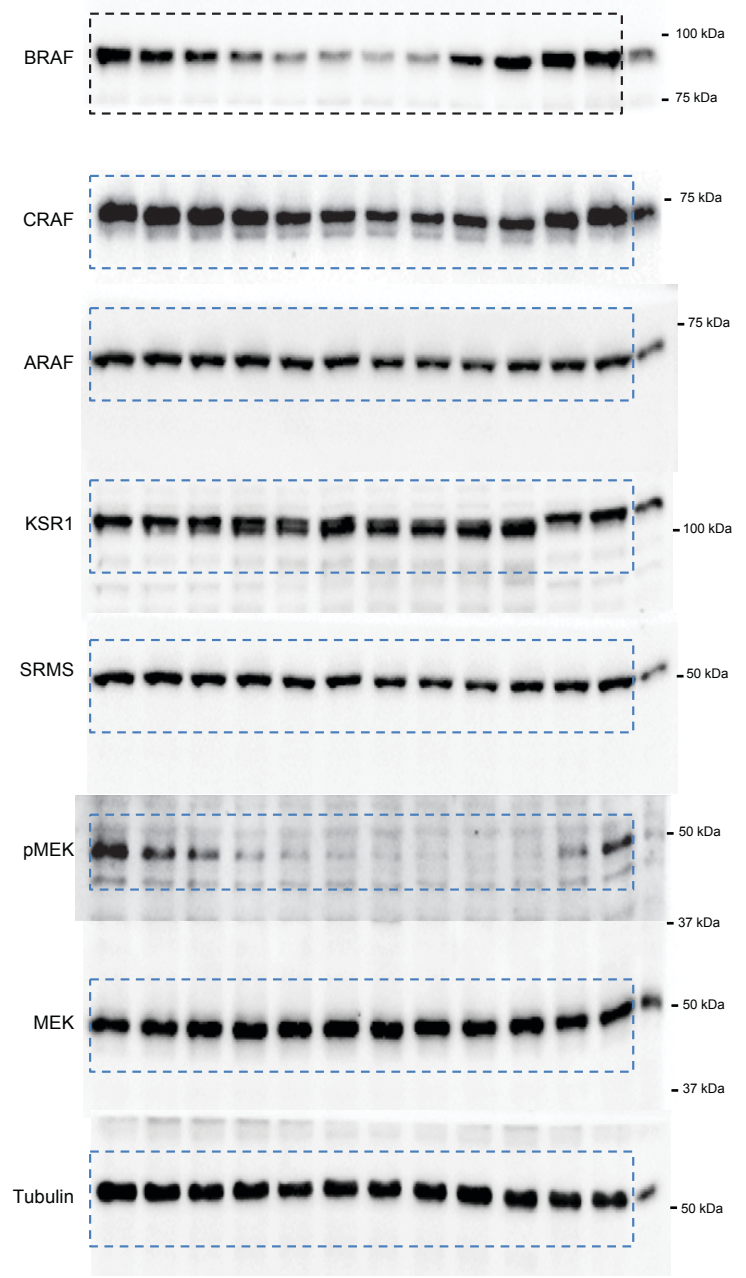 100 kDa
BRAF
75 kDa
75 kDa
CRAF
75 kDa
ARAF
KSR1
100 kDa
SRMS
50 kDa
50 kDa
pMEK
37 kDa
50 kDa
MEK
37 kDa
Tubulin
50 kDa